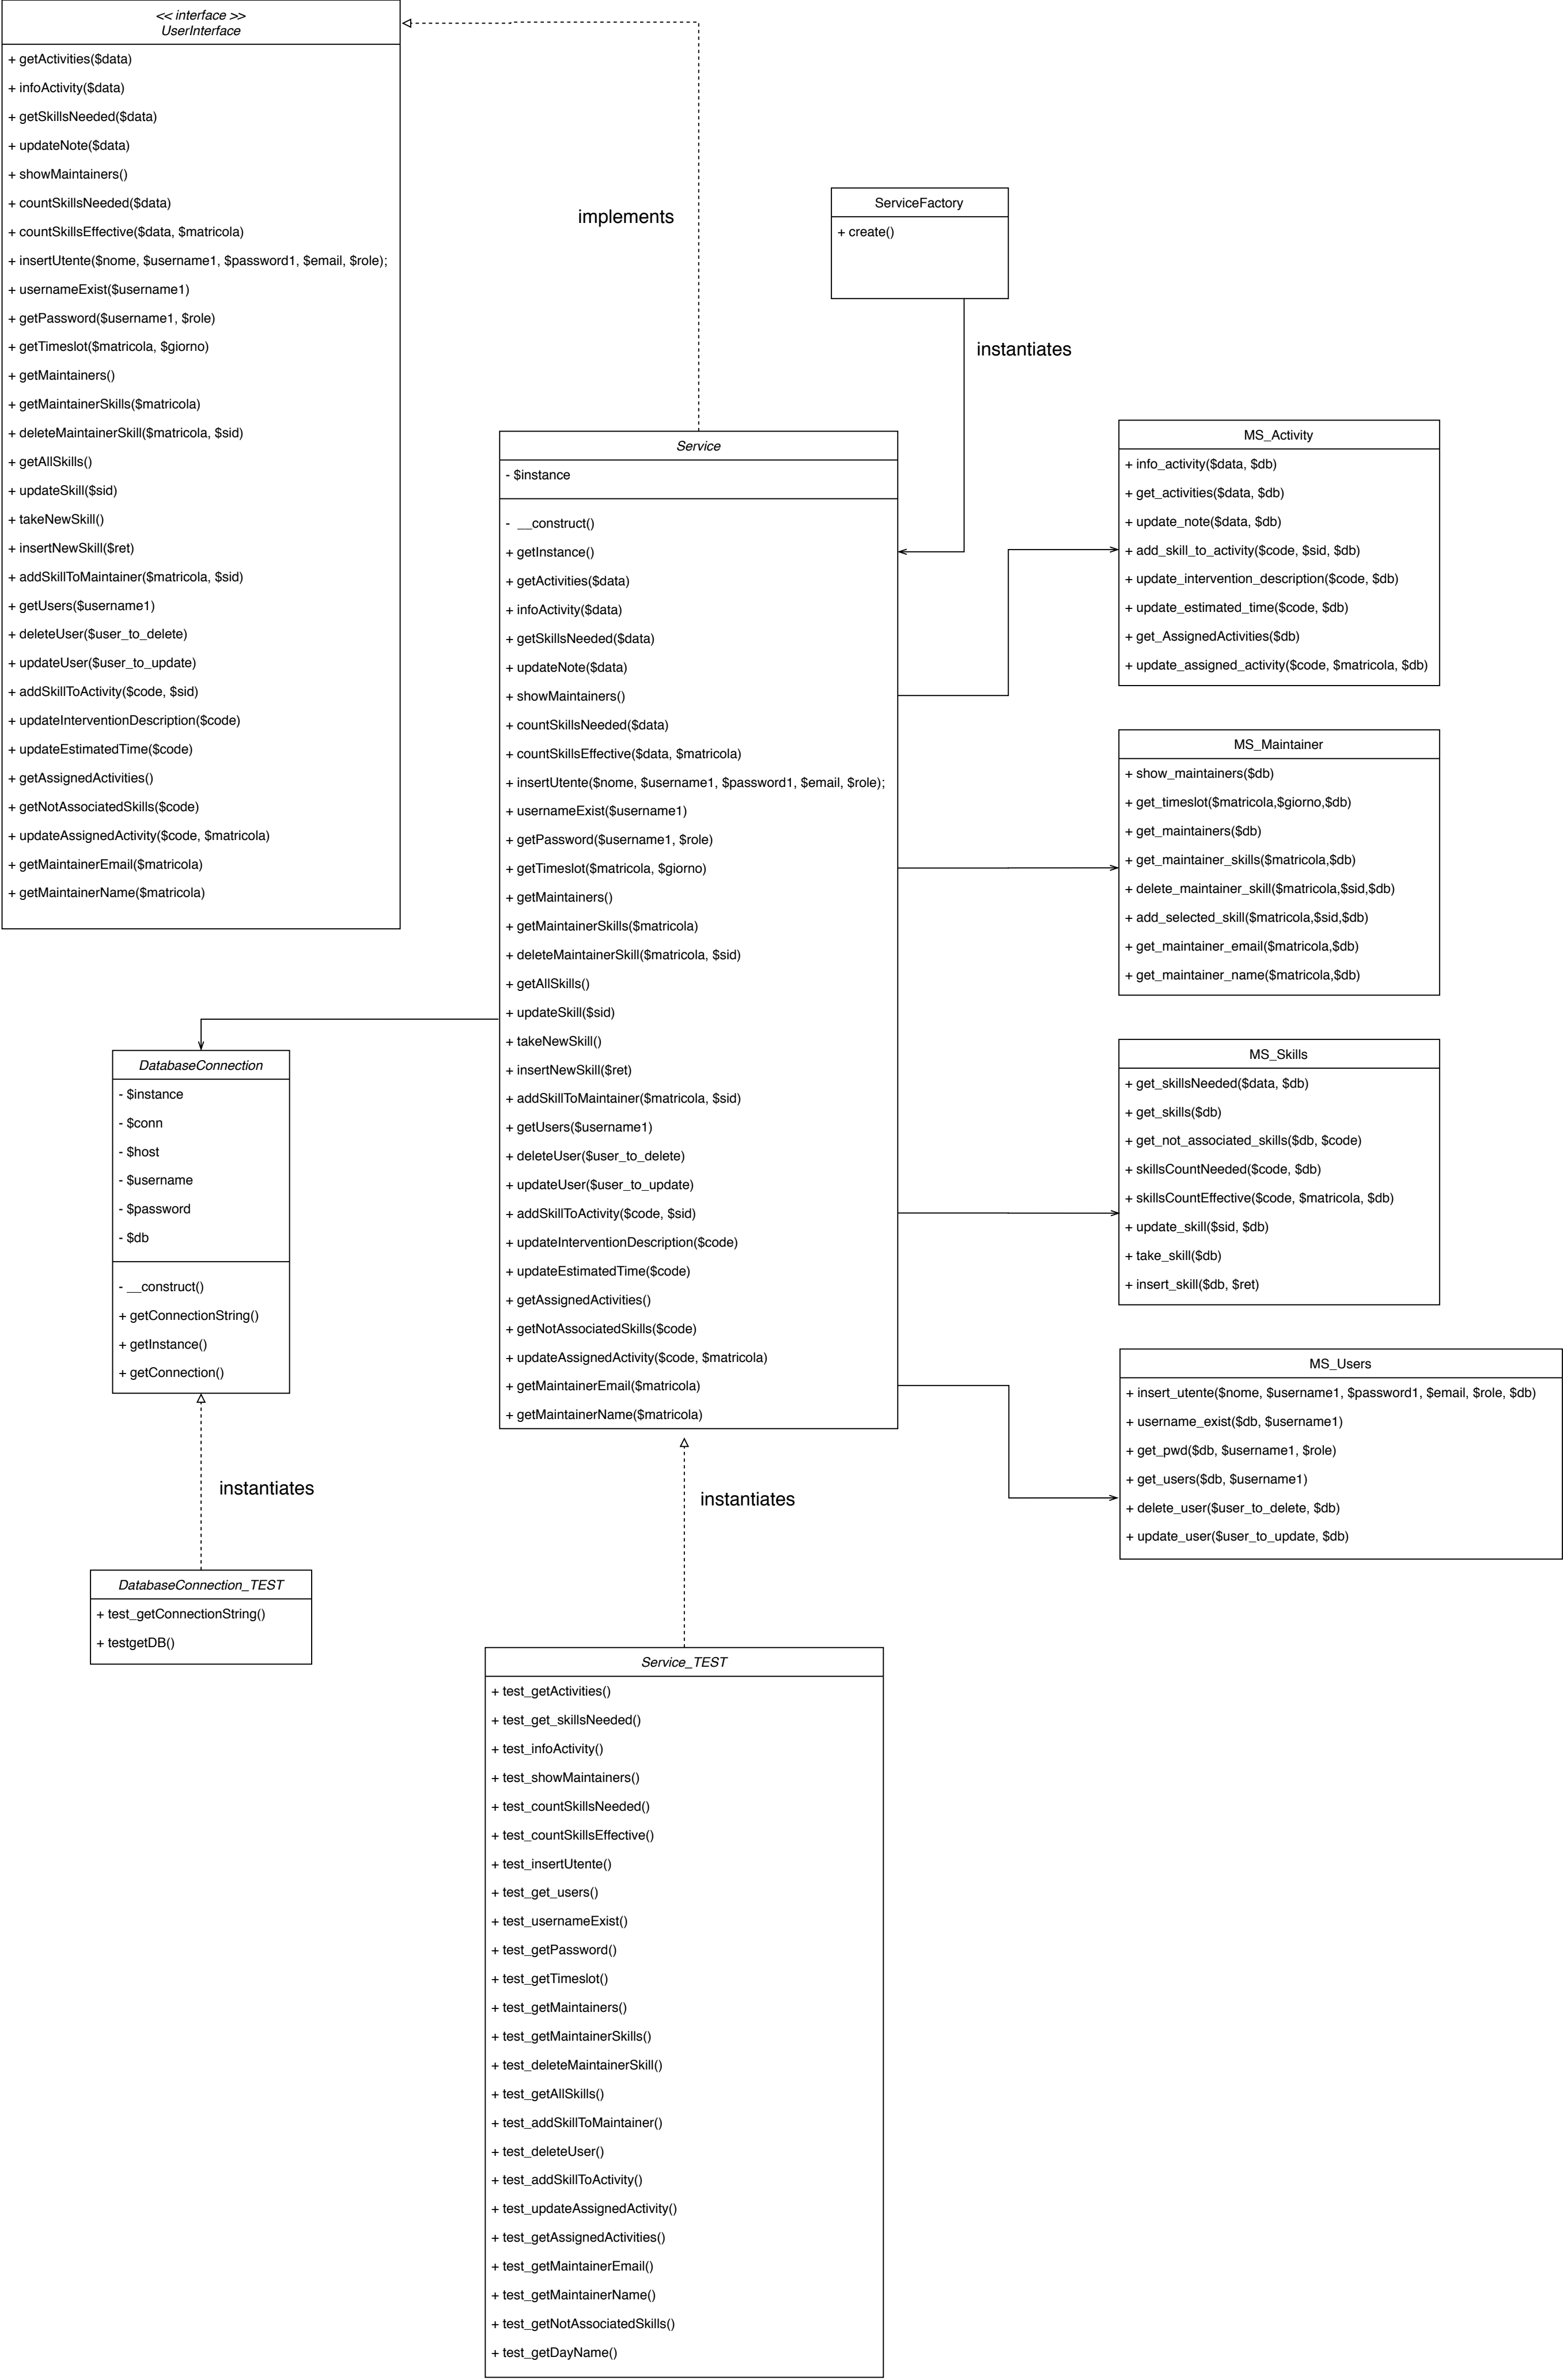 << interface >>
UserInterface
+ getActivities($data)
+ infoActivity($data)
+ getSkillsNeeded($data)
+ updateNote($data)
+ showMaintainers()
+ countSkillsNeeded($data)
+ countSkillsEffective($data, $matricola)
+ insertUtente($nome, $username1, $password1, $email, $role);
+ usernameExist($username1)
+ getPassword($username1, $role)
+ getTimeslot($matricola, $giorno)
+ getMaintainers()
+ getMaintainerSkills($matricola)
+ deleteMaintainerSkill($matricola, $sid)
+ getAllSkills()
+ updateSkill($sid)
+ takeNewSkill()
+ insertNewSkill($ret)
+ addSkillToMaintainer($matricola, $sid)
+ getUsers($username1)
+ deleteUser($user_to_delete)
+ updateUser($user_to_update)
+ addSkillToActivity($code, $sid)
+ updateInterventionDescription($code)
+ updateEstimatedTime($code)
+ getAssignedActivities()
+ getNotAssociatedSkills($code)
+ updateAssignedActivity($code, $matricola)
+ getMaintainerEmail($matricola)
+ getMaintainerName($matricola)
implements
ServiceFactory
+ create()
instantiates
Service
- $instance
- __construct()
+ getInstance()
+ getActivities($data)
+ infoActivity($data)
+ getSkillsNeeded($data)
+ updateNote($data)
+ showMaintainers()
+ countSkillsNeeded($data)
+ countSkillsEffective($data, $matricola)
+ insertUtente($nome, $username1, $password1, $email, $role);
+ usernameExist($username1)
+ getPassword($username1, $role)
+ getTimeslot($matricola, $giorno)
+ getMaintainers()
+ getMaintainerSkills($matricola)
+ deleteMaintainerSkill($matricola, $sid)
+ getAllSkills()
+ updateSkill($sid)
+ takeNewSkill()
+ insertNewSkill($ret)
+ addSkillToMaintainer($matricola, $sid)
+ getUsers($username1)
+ deleteUser($user_to_delete)
+ updateUser($user_to_update)
+ addSkillToActivity($code, $sid)
+ updateInterventionDescription($code)
+ updateEstimatedTime($code)
+ getAssignedActivities()
+ getNotAssociatedSkills($code)
+ updateAssignedActivity($code, $matricola)
+ getMaintainerEmail($matricola)
+ getMaintainerName($matricola)
MS_Activity
+ info_activity($data, $db)
+ get_activities($data, $db)
+ update_note($data, $db)
+ add_skill_to_activity($code, $sid, $db)
+ update_intervention_description($code, $db)
+ update_estimated_time($code, $db)
+ get_AssignedActivities($db)
+ update_assigned_activity($code, $matricola, $db)
MS_Maintainer
+ show_maintainers($db)
+ get_timeslot($matricola,$giorno,$db)
+ get_maintainers($db)
+ get_maintainer_skills($matricola,$db)
+ delete_maintainer_skill($matricola,$sid,$db)
+ add_selected_skill($matricola,$sid,$db)
+ get_maintainer_email($matricola,$db)
+ get_maintainer_name($matricola,$db)
MS_Skills
+ get_skillsNeeded($data, $db)
+ get_skills($db)
+ get_not_associated_skills($db, $code)
+ skillsCountNeeded($code, $db)
+ skillsCountEffective($code, $matricola, $db)
+ update_skill($sid, $db)
+ take_skill($db)
+ insert_skill($db, $ret)
MS_Users
+ insert_utente($nome, $username1, $password1, $email, $role, $db)
+ username_exist($db, $username1)
+ get_pwd($db, $username1, $role)
+ get_users($db, $username1)
+ delete_user($user_to_delete, $db)
+ update_user($user_to_update, $db)
DatabaseConnection
- $instance
- $conn
- $host
- $username
- $password
- $db
- __construct()
+ getConnectionString()
+ getInstance()
+ getConnection()
instantiates
DatabaseConnection_TEST
+ test_getConnectionString()
+ testgetDB()
instantiates
Service_TEST
+ test_getActivities()
+ test_get_skillsNeeded()
+ test_infoActivity()
+ test_showMaintainers()
+ test_countSkillsNeeded()
+ test_countSkillsEffective()
+ test_insertUtente()
+ test_get_users()
+ test_usernameExist()
+ test_getPassword()
+ test_getTimeslot()
+ test_getMaintainers()
+ test_getMaintainerSkills()
+ test_deleteMaintainerSkill()
+ test_getAllSkills()
+ test_addSkillToMaintainer()
+ test_deleteUser()
+ test_addSkillToActivity()
+ test_updateAssignedActivity()
+ test_getAssignedActivities()
+ test_getMaintainerEmail()
+ test_getMaintainerName()
+ test_getNotAssociatedSkills()
+ test_getDayName()